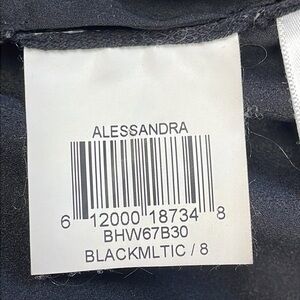 ALESSANDRA
6 12000 18734 8
BHW67B30
BLACKMLTIC / 8